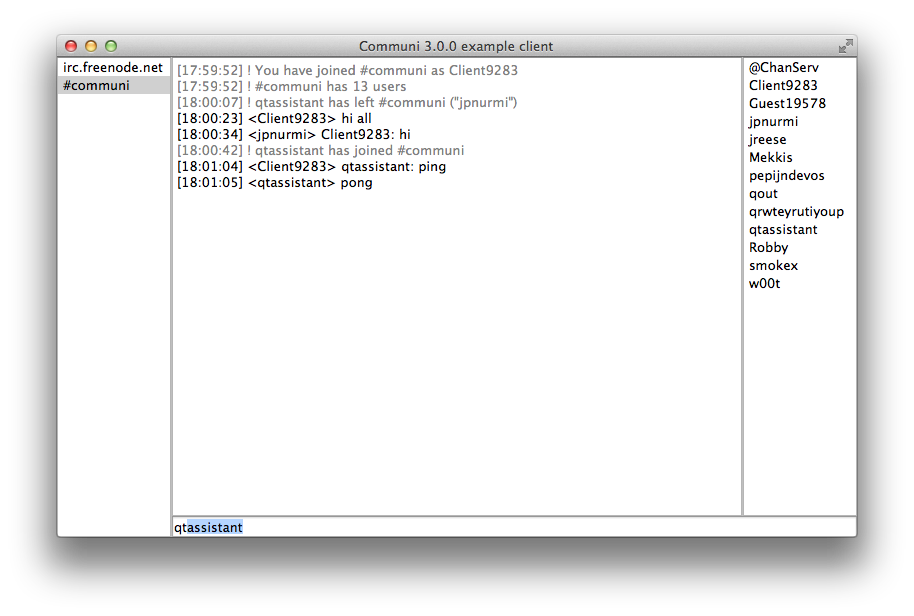 Communi 3.0.0 example client
irc.freenode.net
#communi
[17:59:52] ! You have joined #communi as Client9283
[17:59:52] ! #communi has 13 users
[18:00:07] ! qtassistant has left #communi ("jpnurmi")
[18:00:23] <Client9283> hi all
[18:00:34] <jpnurmi> Client9283: hi
[18:00:42] ! qtassistant has joined #communi
[18:01:04] <Client9283> qtassistant: ping
[18:01:05] <qtassistant> pong
qtassistant
@ChanServ
Client9283
Guest19578
jpnurmi
jreese
Mekkis
pepijndevos
qout
qrwteyrutiyoup
qtassistant
Robby
smokex
w00t